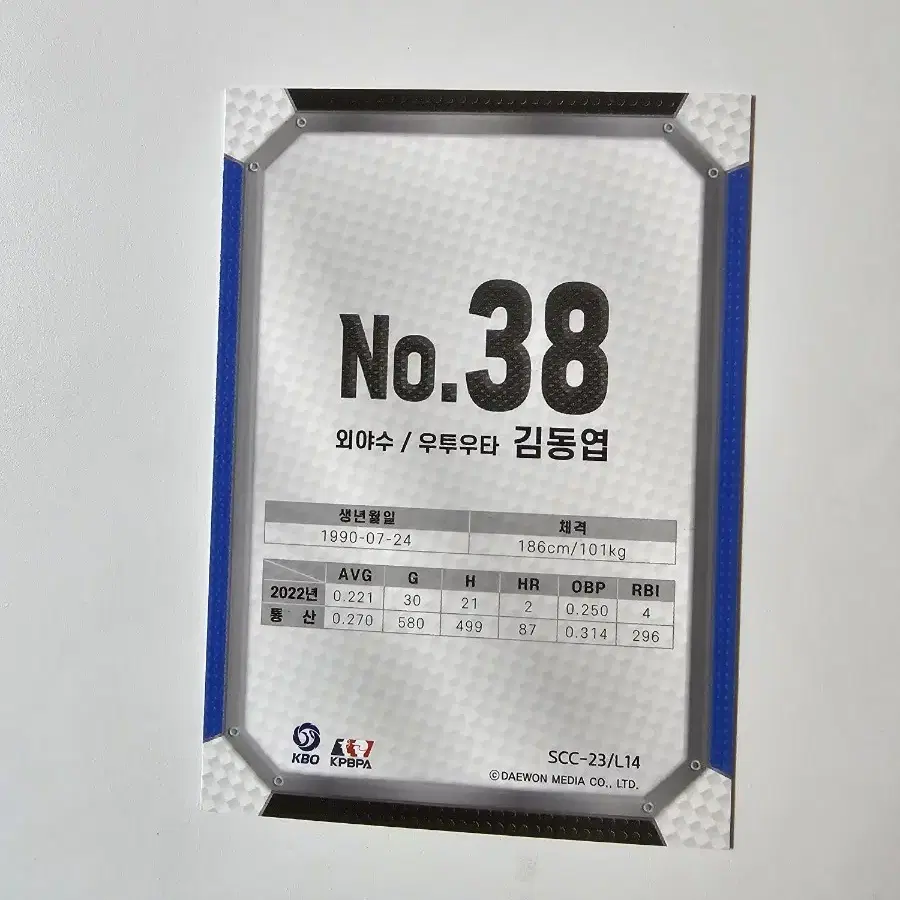 No.38
외야수 / 우투우타 김동엽
생년월일 체격
1990-07-24 186cm/101kg
AVG G H HR OBP RBI
2022년 0.221 30 21 2 0.250 4
통 산 0.270 580 499 87 0.314 296
KBO KPBPA SCC-23/L14
©DAEWON MEDIA CO., LTD.